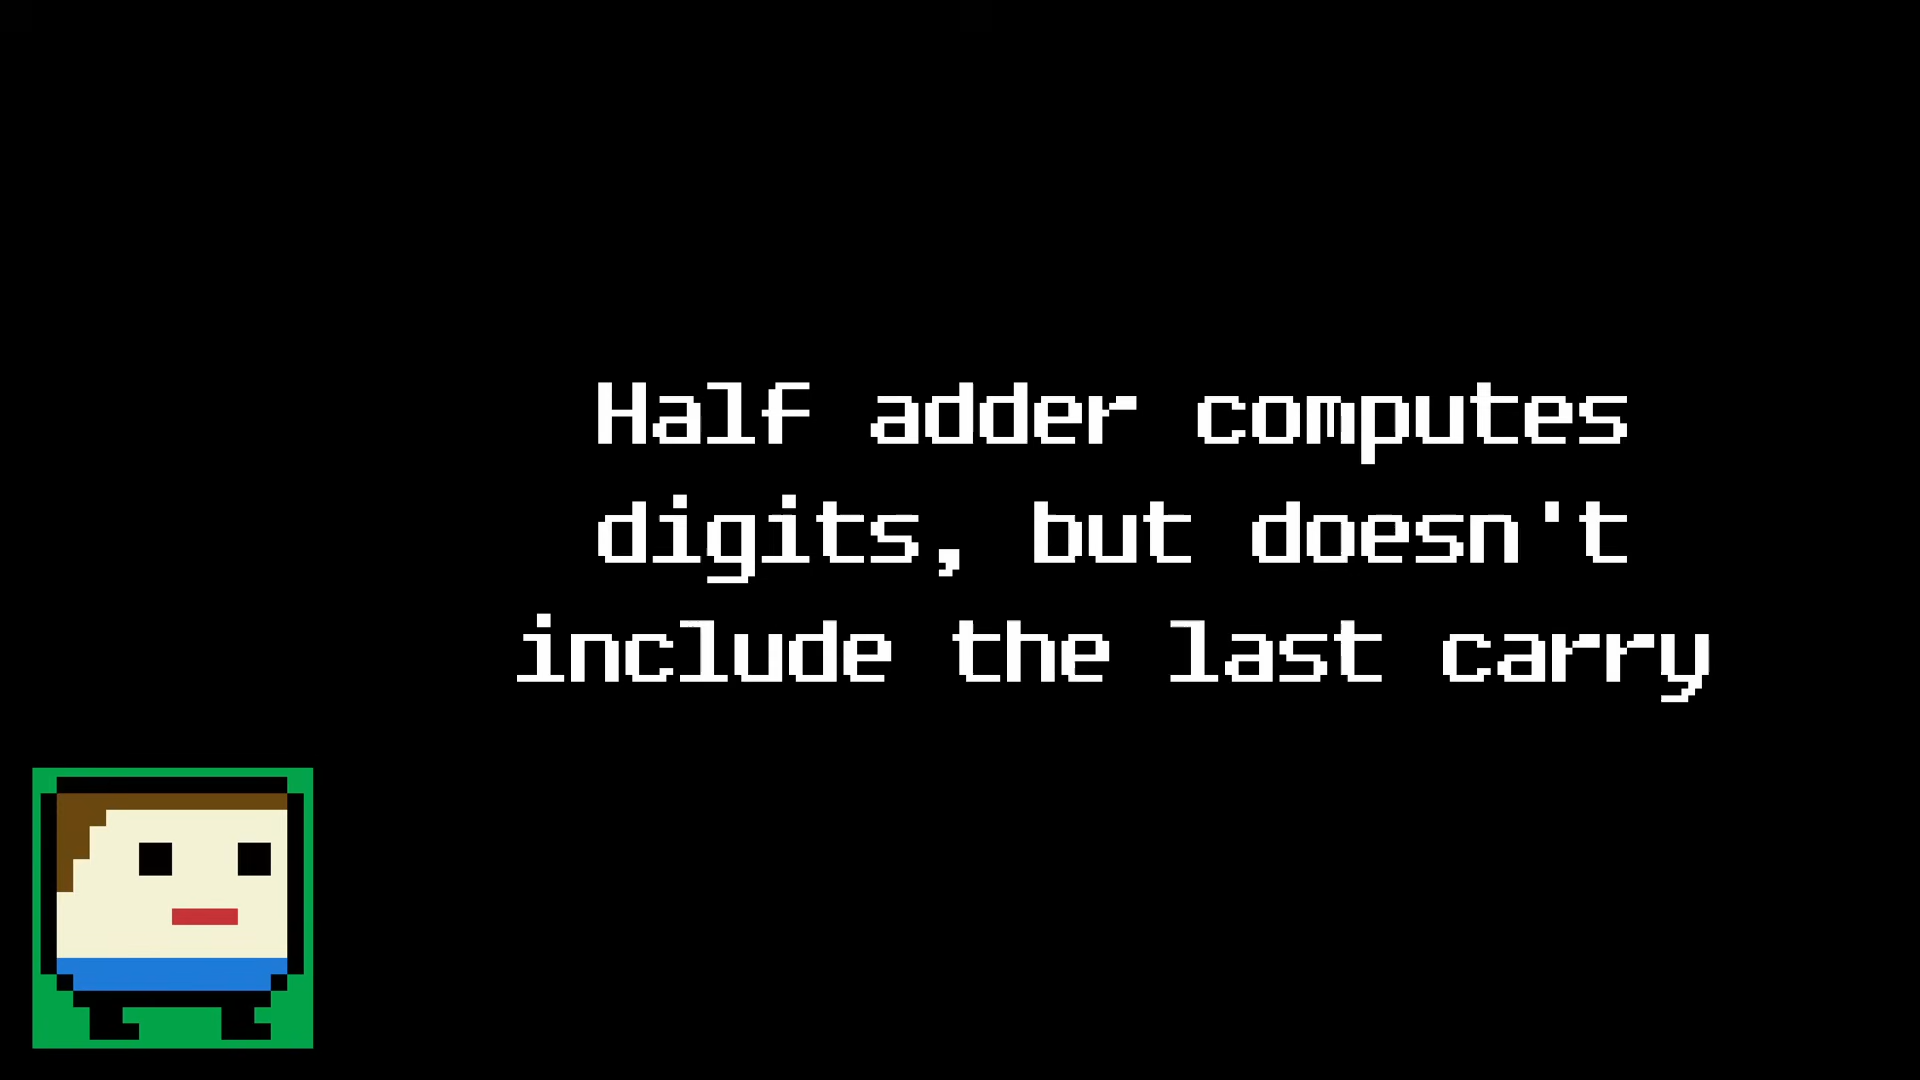 Half adder computes
digits, but doesn't
include the last carry